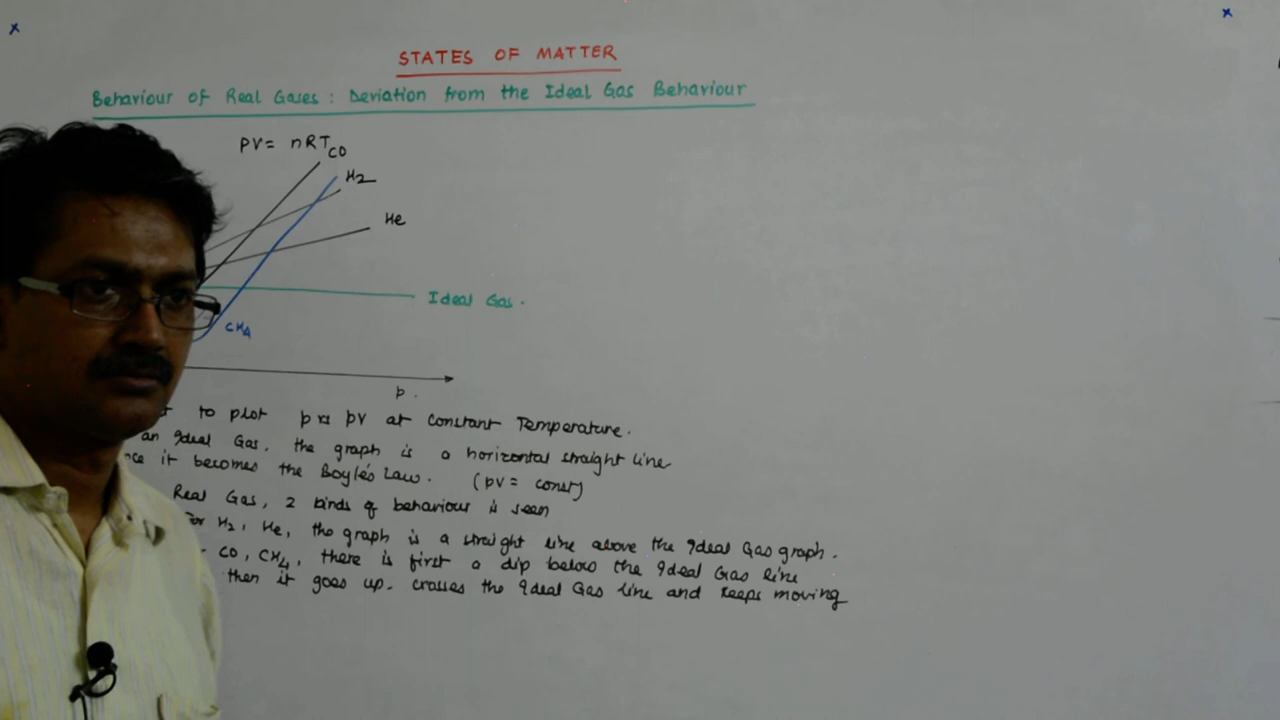 STATES OF MATTER
Behaviour of Real Gases : Deviation from the Ideal Gas Behaviour
PV = nRT
CO
H2
He
Ideal Gas .
CH4
p .
to plot p vs pv at Constant Temperature .
an Ideal Gas , the graph is a horizontal straight line
it becomes the Boyle's Law . (pv = const)
Real Gas , 2 kinds of behaviour is seen
For H2 , He , the graph is a straight line above the Ideal Gas graph .
CO , CH4 , there is first a dip below the Ideal Gas line
then it goes up . crosses the Ideal Gas line and keeps moving